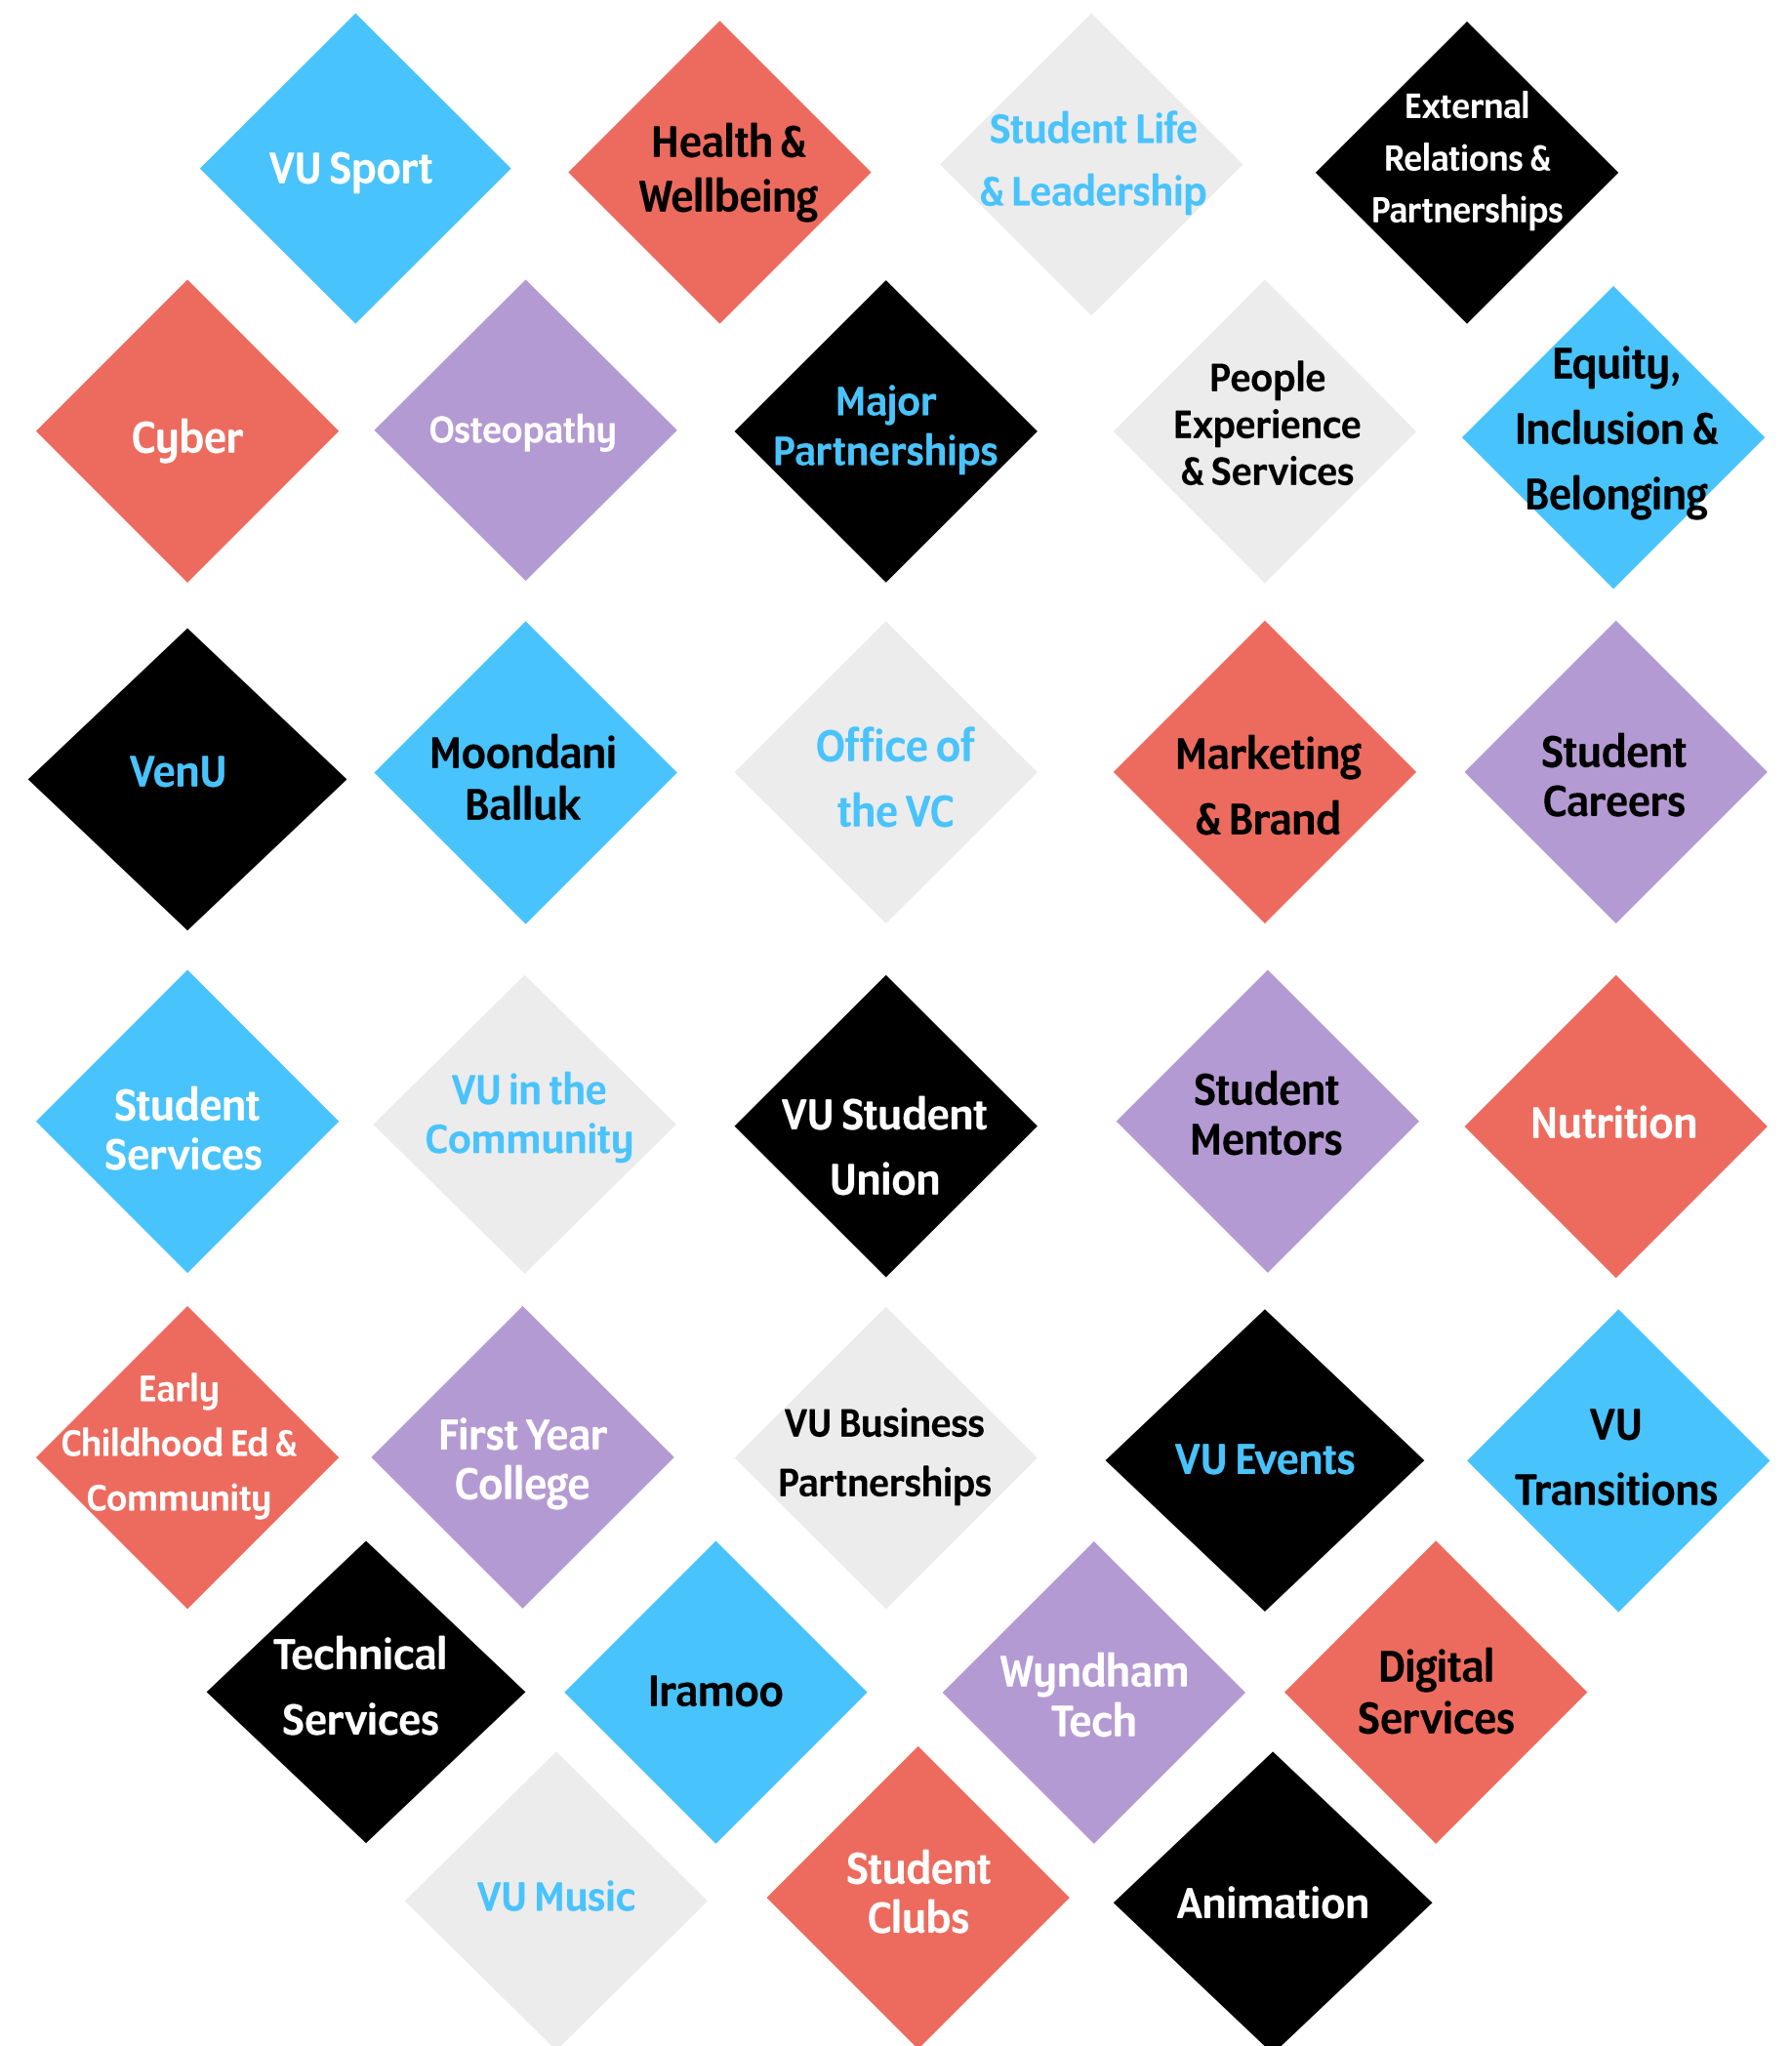 VU Sport
Health &
Wellbeing
Student Life
& Leadership
External
Relations &
Partnerships
Cyber
Osteopathy
Major
Partnerships
People
Experience
& Services
Equity,
Inclusion &
Belonging
VenU
Moondani
Balluk
Office of
the VC
Marketing
& Brand
Student
Careers
Student
Services
VU in the
Community
VU Student
Union
Student
Mentors
Nutrition
Early
Childhood Ed &
Community
First Year
College
VU Business
Partnerships
VU Events
VU
Transitions
Technical
Services
Iramoo
Wyndham
Tech
Digital
Services
VU Music
Student
Clubs
Animation